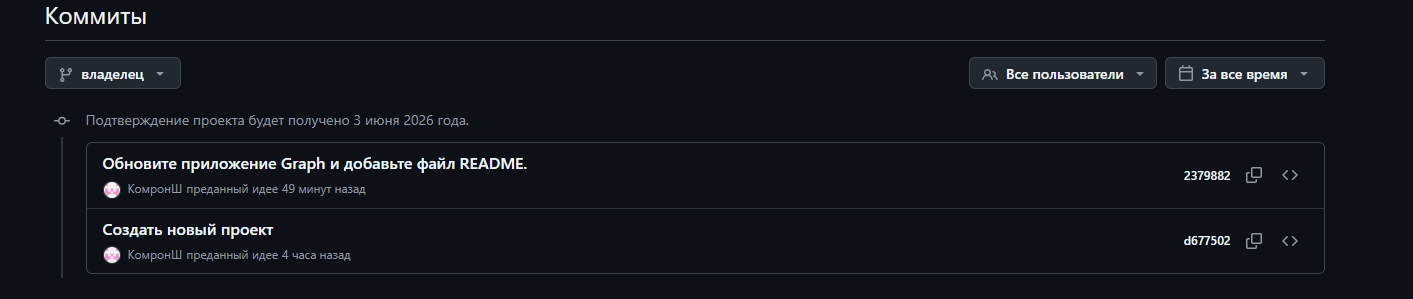 Коммиты
владелец
Все пользователи
За все время
Подтверждение проекта будет получено 3 июня 2026 года.
Обновите приложение Graph и добавьте файл README.
КомронШ преданный идее 49 минут назад
2379882
Создать новый проект
КомронШ преданный идее 4 часа назад
d677502